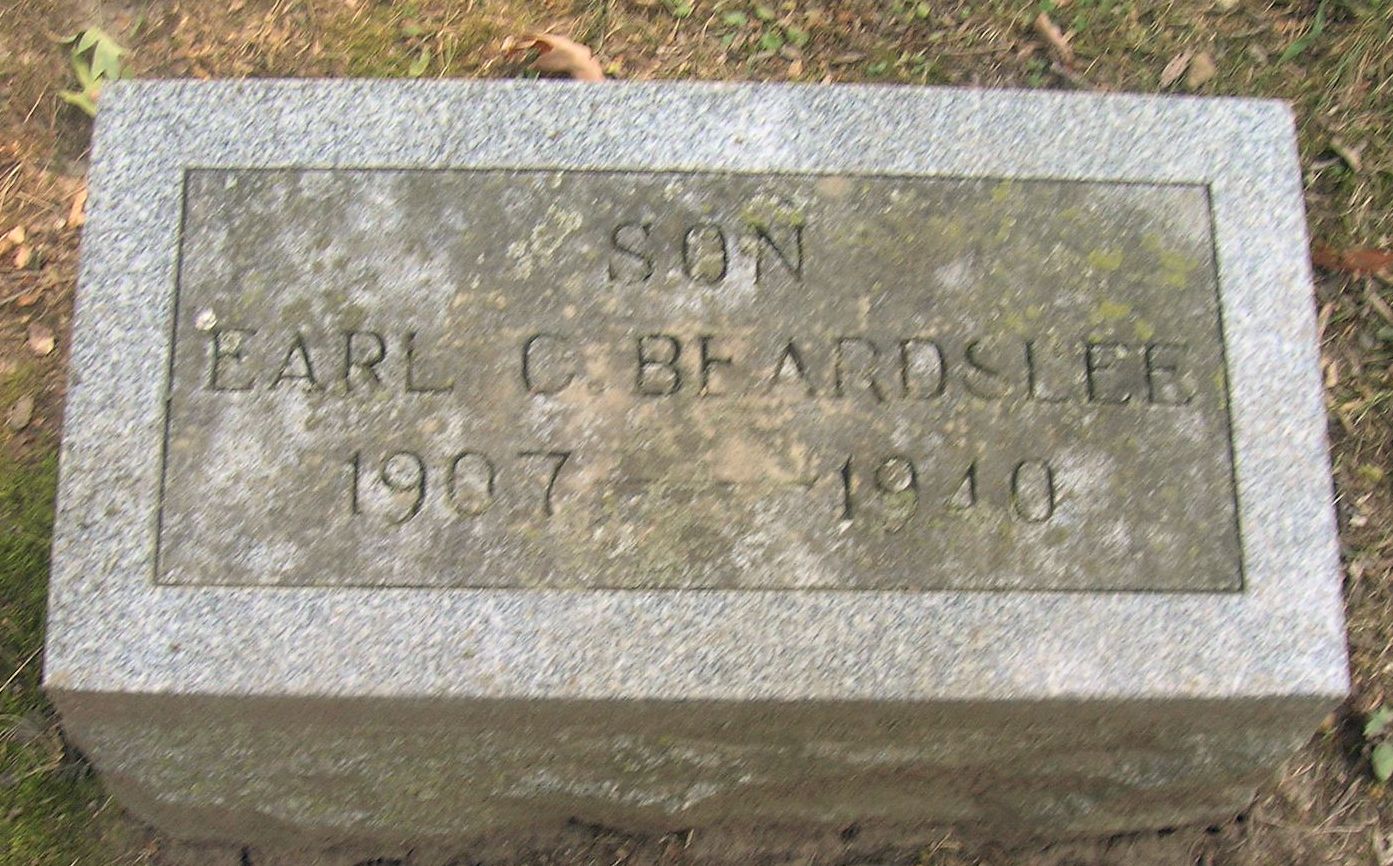 SON
EARL C. BEARDSLEE
1907 — 1940